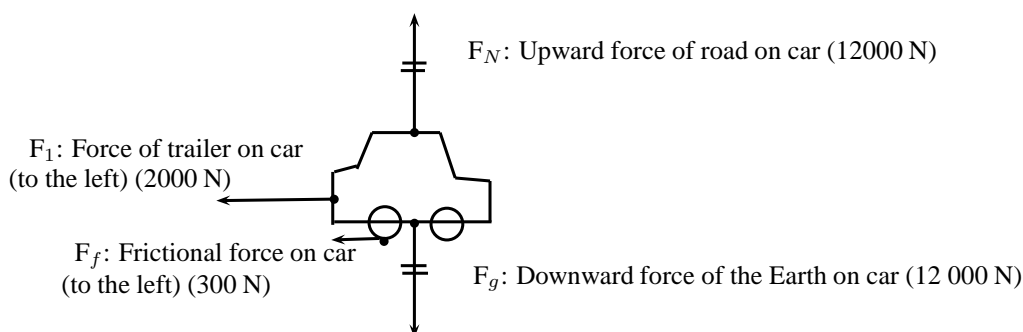 F_N: Upward force of road on car (12000 N)
F_1: Force of trailer on car
(to the left) (2000 N)
F_f: Frictional force on car
(to the left) (300 N)
F_g: Downward force of the Earth on car (12 000 N)